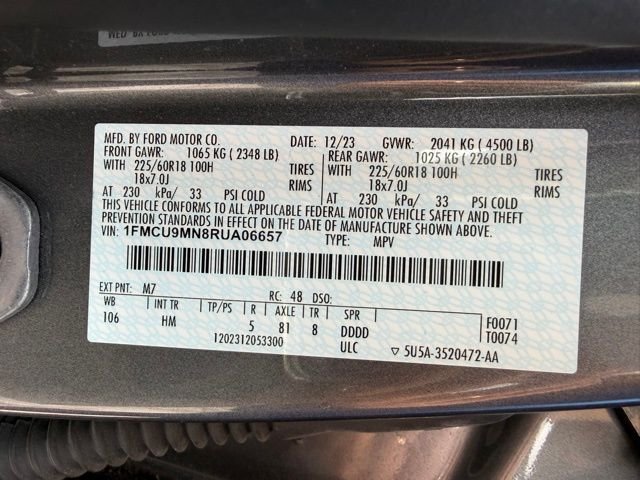 MFD. BY FORD MOTOR CO. DATE: 12/23 GVWR: 2041 KG ( 4500 LB)
FRONT GAWR: 1065 KG ( 2348 LB) REAR GAWR: 1025 KG ( 2260 LB)
WITH 225/60R18 100H TIRES WITH 225/60R18 100H TIRES
18x7.0J RIMS 18x7.0J RIMS
AT 230 kPa/ 33 PSI COLD AT 230 kPa/ 33 PSI COLD
THIS VEHICLE CONFORMS TO ALL APPLICABLE FEDERAL MOTOR VEHICLE SAFETY AND THEFT
PREVENTION STANDARDS IN EFFECT ON THE DATE OF MANUFACTURE SHOWN ABOVE.
VIN: 1FMCU9MN8RUA06657 TYPE: MPV
EXT PNT: M7 RC: 48 DSO:
WB INT TR TP/PS R AXLE TR SPR F0071
106 HM 5 81 8 DDDD T0074
1202312053300 ULC ▽ 5U5A-3520472-AA